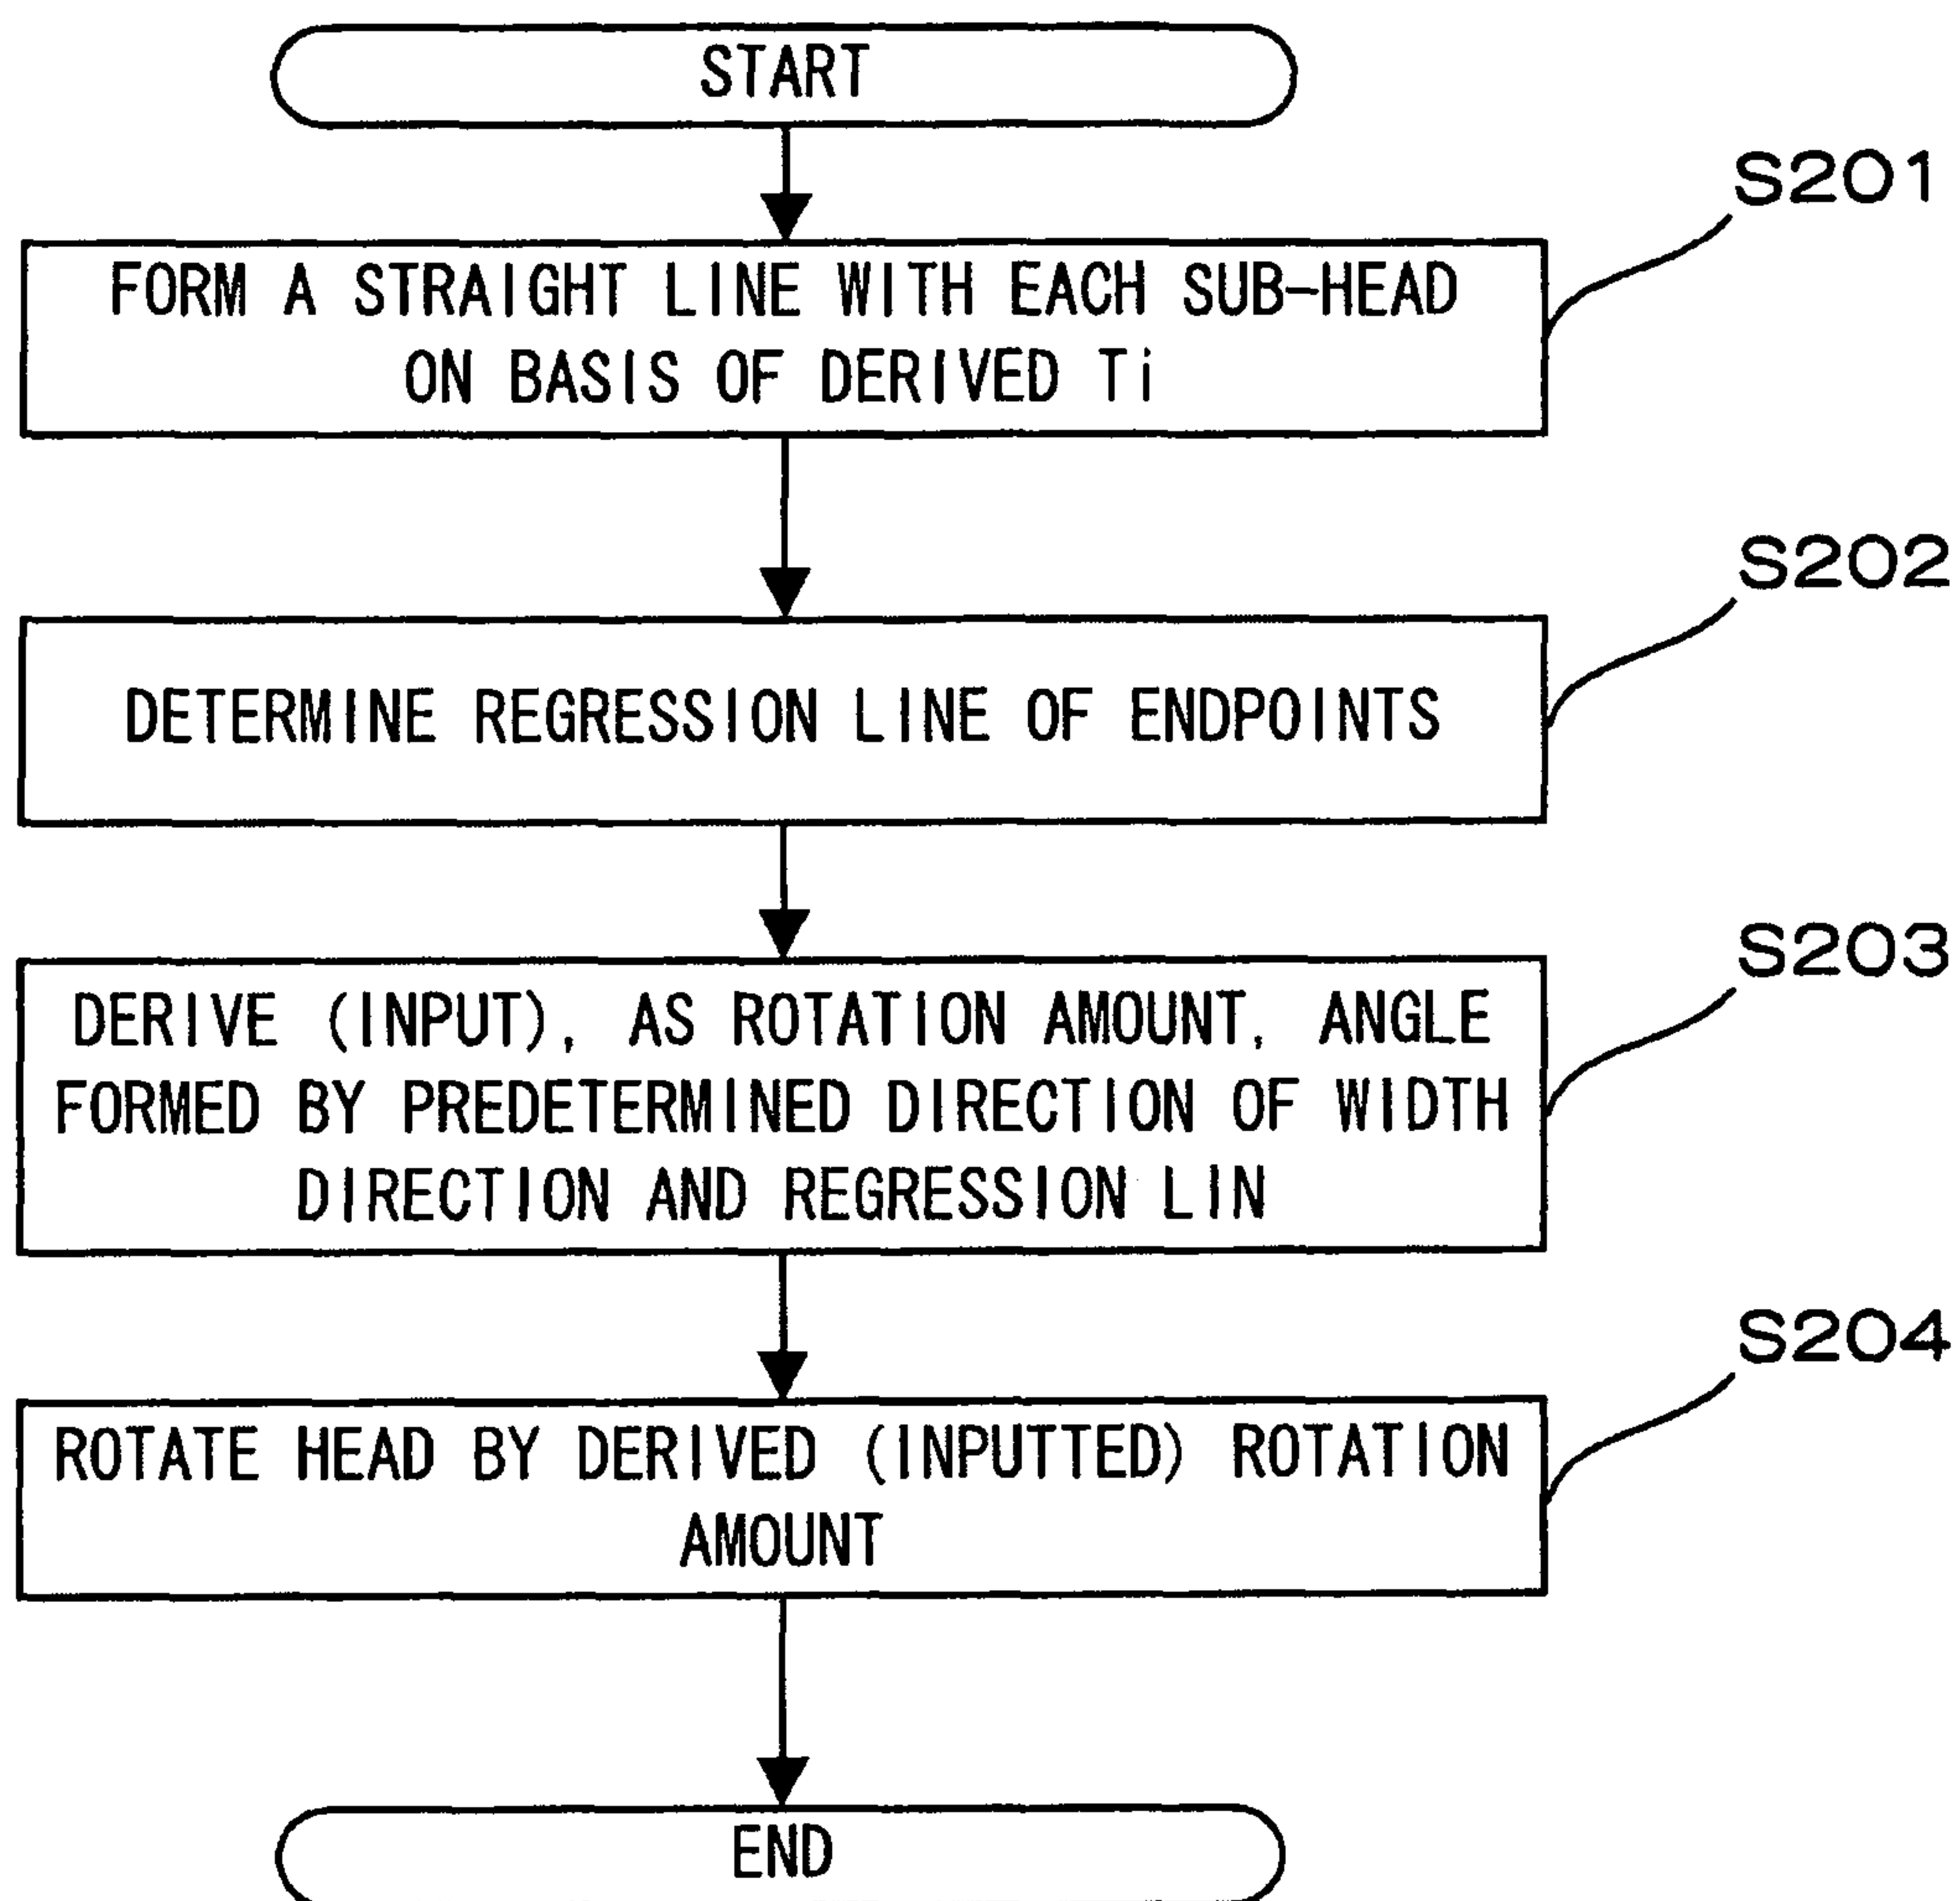 START
S201
FORM A STRAIGHT LINE WITH EACH SUB-HEAD
ON BASIS OF DERIVED Ti
S202
DETERMINE REGRESSION LINE OF ENDPOINTS
S203
DERIVE (INPUT), AS ROTATION AMOUNT, ANGLE
FORMED BY PREDETERMINED DIRECTION OF WIDTH
DIRECTION AND REGRESSION LIN
S204
ROTATE HEAD BY DERIVED (INPUTTED) ROTATION
AMOUNT
END